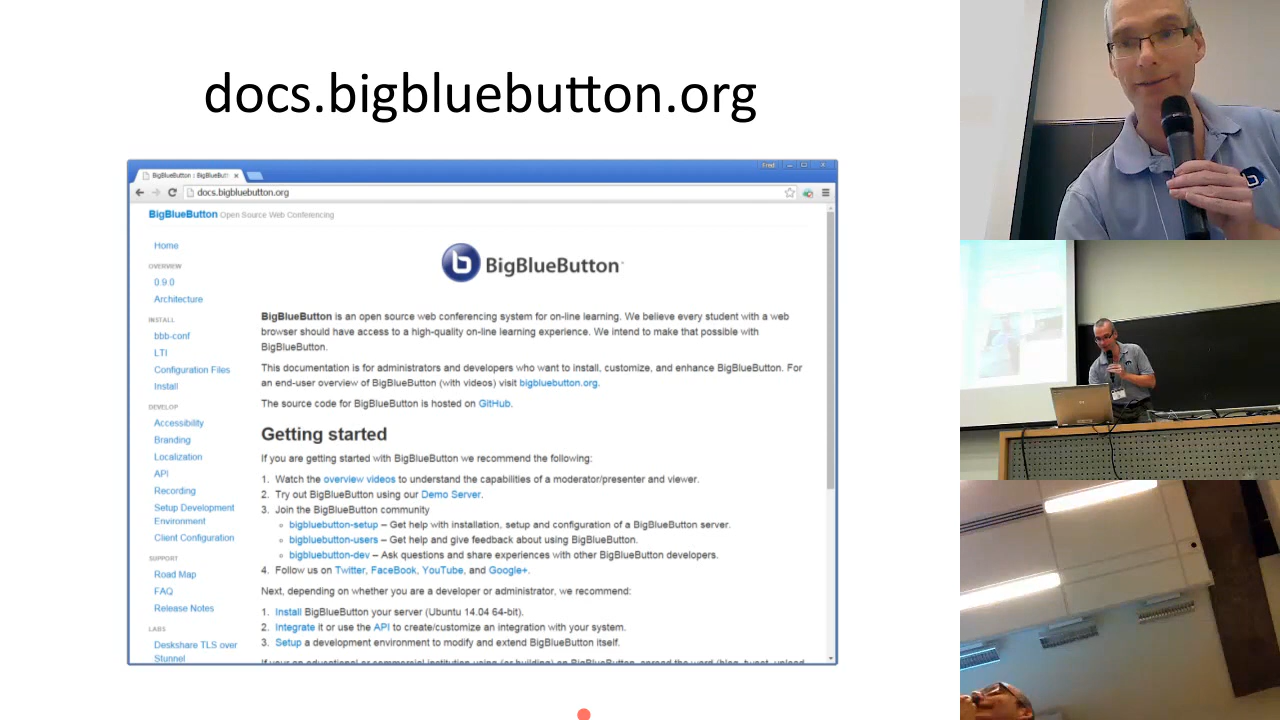 docs.bigbluebutton.org
BigBlueButton : BigBlueButt
Fred
docs.bigbluebutton.org
BigBlueButton Open Source Web Conferencing
Home
OVERVIEW
0.9.0
Architecture
INSTALL
bbb-conf
LTI
Configuration Files
Install
DEVELOP
Accessibility
Branding
Localization
API
Recording
Setup Development
Environment
Client Configuration
SUPPORT
Road Map
FAQ
Release Notes
LABS
Deskshare TLS over
Stunnel
b BigBlueButton
BigBlueButton is an open source web conferencing system for on-line learning. We believe every student with a web
browser should have access to a high-quality on-line learning experience. We intend to make that possible with
BigBlueButton.
This documentation is for administrators and developers who want to install, customize, and enhance BigBlueButton. For
an end-user overview of BigBlueButton (with videos) visit bigbluebutton.org.
The source code for BigBlueButton is hosted on GitHub.
Getting started
If you are getting started with BigBlueButton we recommend the following:
1. Watch the overview videos to understand the capabilities of a moderator/presenter and viewer.
2. Try out BigBlueButton using our Demo Server.
3. Join the BigBlueButton community
bigbluebutton-setup – Get help with installation, setup and configuration of a BigBlueButton server.
bigbluebutton-users – Get help and give feedback about using BigBlueButton.
bigbluebutton-dev – Ask questions and share experiences with other BigBlueButton developers.
4. Follow us on Twitter, FaceBook, YouTube, and Google+.
Next, depending on whether you are a developer or administrator, we recommend:
1. Install BigBlueButton your server (Ubuntu 14.04 64-bit).
2. Integrate it or use the API to create/customize an integration with your system.
3. Setup a development environment to modify and extend BigBlueButton itself.